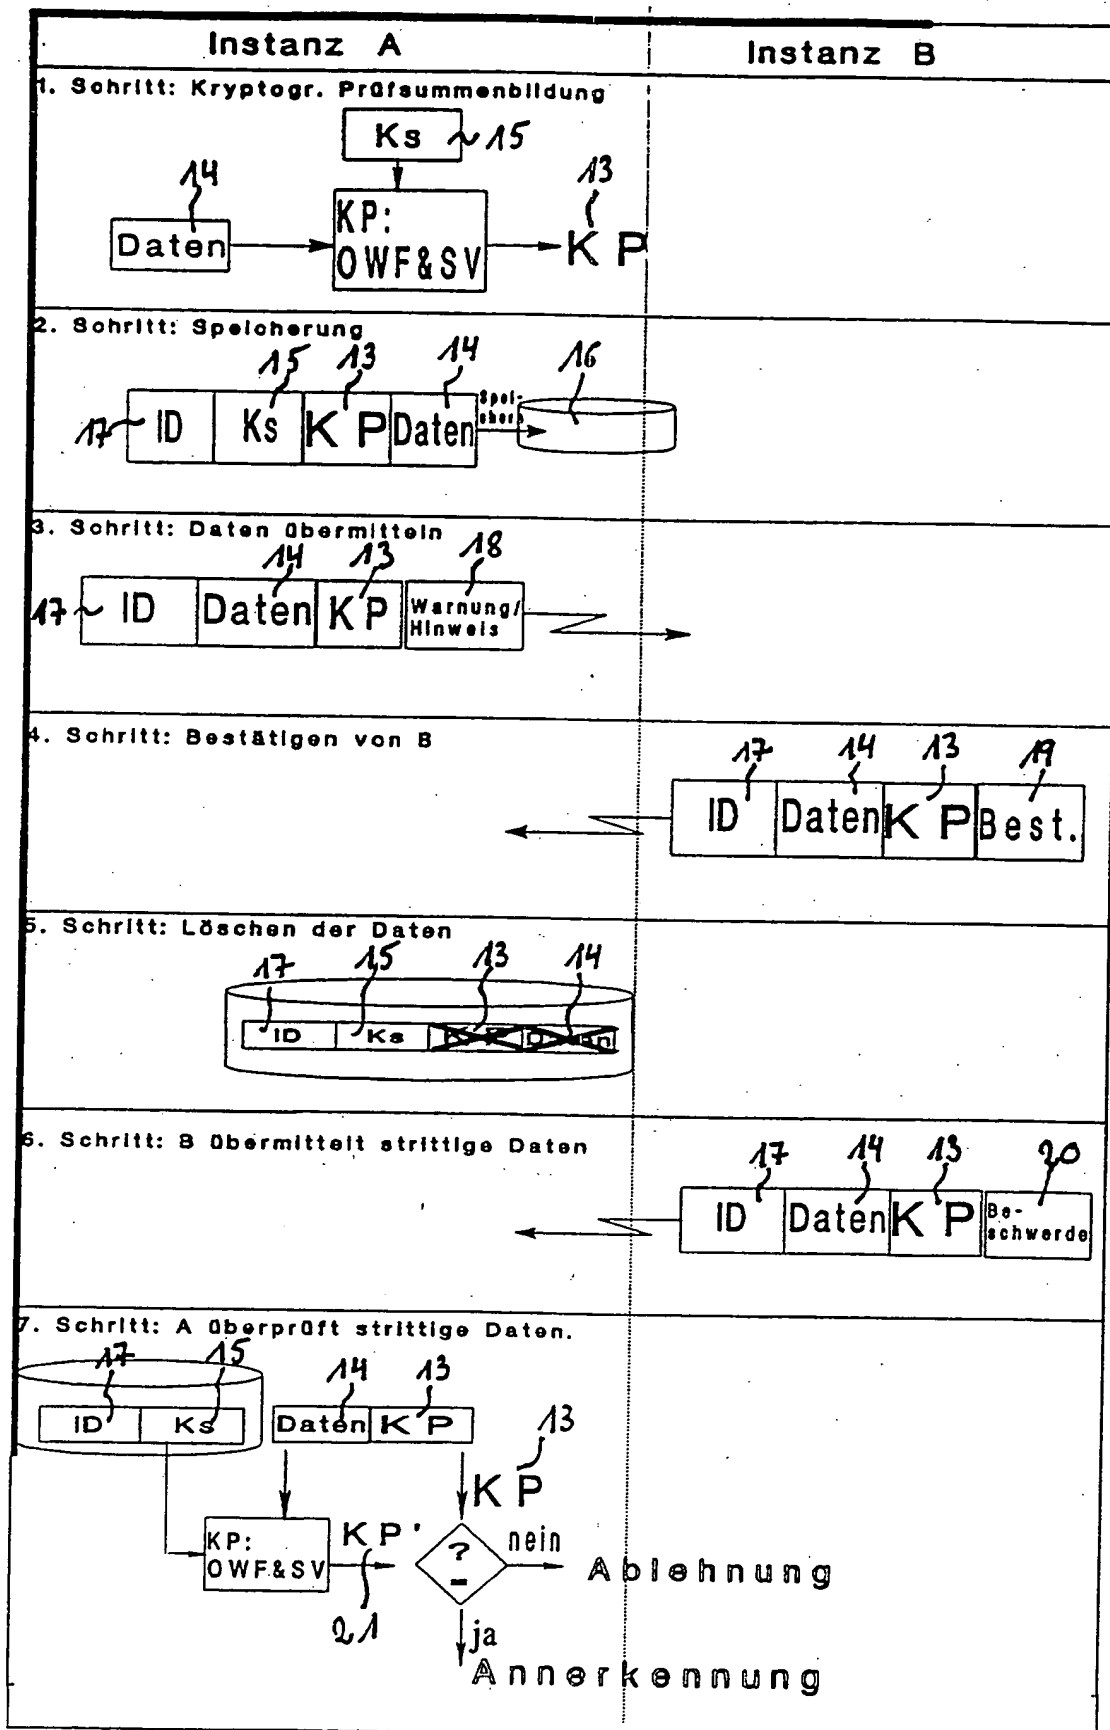 Instanz A Instanz B
1. Schritt: Kryptogr. Prüfsummenbildung
Ks 15
14 13
Daten KP: OWF&SV K P
2. Schritt: Speicherung
15 13 14 16
17 ID Ks K P Daten Spei-chern
3. Schritt: Daten übermitteln
14 13 18
17 ID Daten K P Warnung/ Hinweis
4. Schritt: Bestätigen von B
17 14 13 19
ID Daten K P Best.
5. Schritt: Löschen der Daten
17 15 13 14
ID Ks
6. Schritt: B übermittelt strittige Daten
17 14 13 20
ID Daten K P Be-schwerde
7. Schritt: A überprüft strittige Daten.
17 15 14 13
ID Ks Daten K P
13
K P
KP: OWF&SV K P' ? = nein Ablehnung
21
ja
Annerkennung